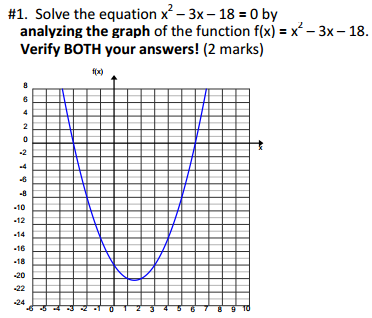 #1. Solve the equation x² – 3x – 18 = 0 by
analyzing the graph of the function f(x) = x² – 3x – 18.
Verify BOTH your answers! (2 marks)
f(x)
8
6
4
2
0
-2
-4
-6
-8
-10
-12
-14
-16
-18
-20
-22
-24
x
-6 -5 -4 -3 -2 -1 0 1 2 3 4 5 6 7 8 9 10